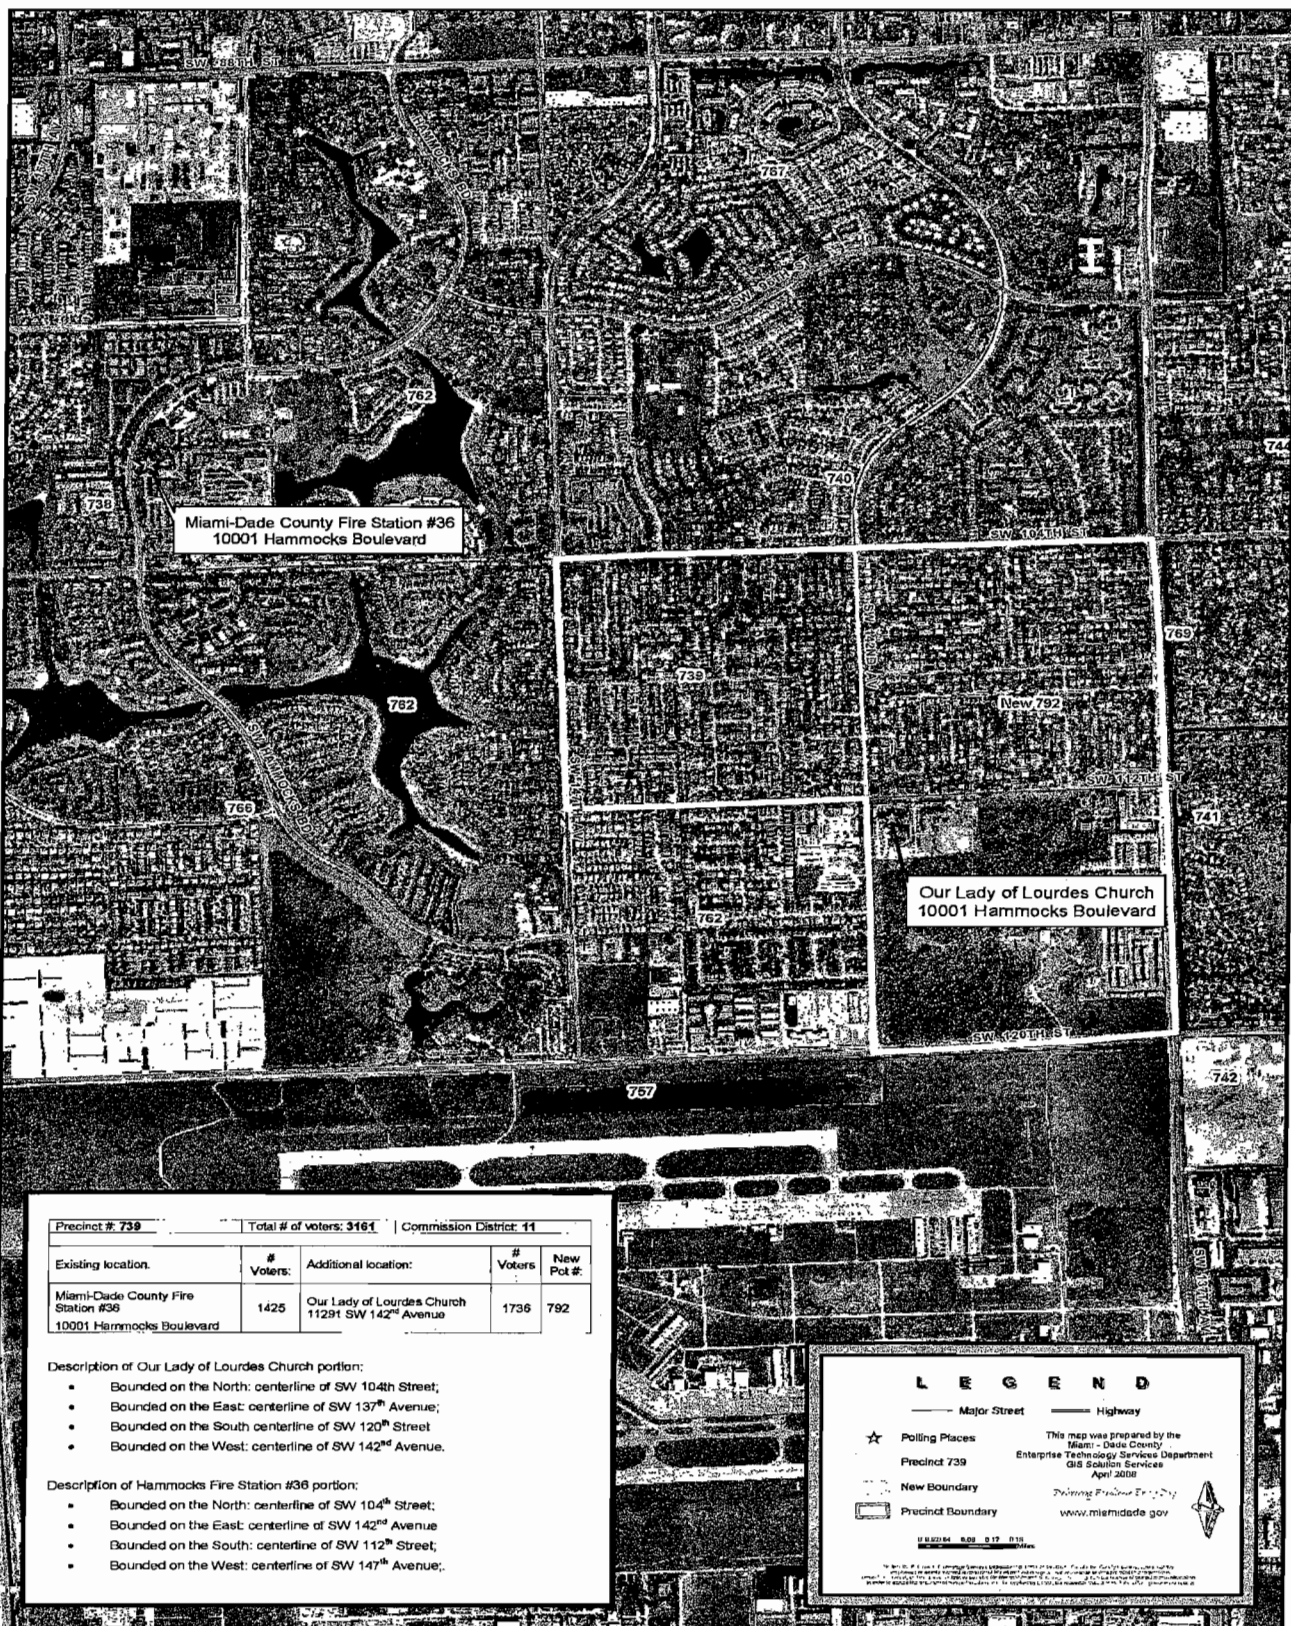 SW 88TH ST
787
762
744
740
738
Miami-Dade County Fire Station #36
10001 Hammocks Boulevard
SW 104TH ST
769
739
New 792
762
SW 112TH ST
766
741
Our Lady of Lourdes Church
10001 Hammocks Boulevard
762
SW 120TH ST
757
742
Precinct #: 739 Total # of voters: 3161 Commission District: 11
Existing location. # Voters: Additional location: # Voters New Pct #:
Miami-Dade County Fire Station #36 10001 Hammocks Boulevard 1425 Our Lady of Lourdes Church 11291 SW 142nd Avenue 1736 792
Description of Our Lady of Lourdes Church portion:
• Bounded on the North: centerline of SW 104th Street;
• Bounded on the East: centerline of SW 137th Avenue;
• Bounded on the South centerline of SW 120th Street
• Bounded on the West: centerline of SW 142nd Avenue.
Description of Hammocks Fire Station #36 portion:
• Bounded on the North: centerline of SW 104th Street;
• Bounded on the East: centerline of SW 142nd Avenue
• Bounded on the South: centerline of SW 112th Street;
• Bounded on the West: centerline of SW 147th Avenue;.
LEGEND
Major Street Highway
Polling Places
Precinct 739
New Boundary
Precinct Boundary
This map was prepared by the
Miami - Dade County
Enterprise Technology Services Department
GIS Solution Services
April 2008
Delivering Excellence Every Day
www.miamidade.gov
Miles